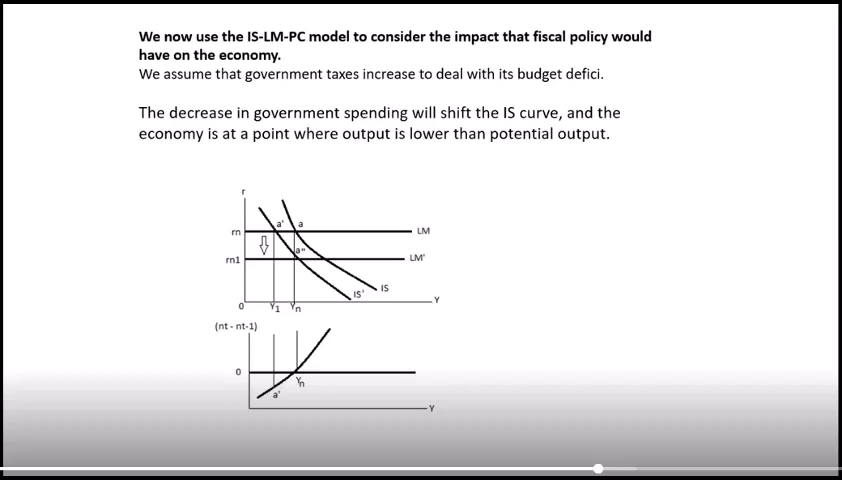 We now use the IS-LM-PC model to consider the impact that fiscal policy would
have on the economy.
We assume that government taxes increase to deal with its budget defici.
The decrease in government spending will shift the IS curve, and the
economy is at a point where output is lower than potential output.
r
a' a
rn LM
a"
rn1 LM'
IS
IS'
0 Y1 Yn Y
(nt - nt-1)
0
Yn
a'
Y